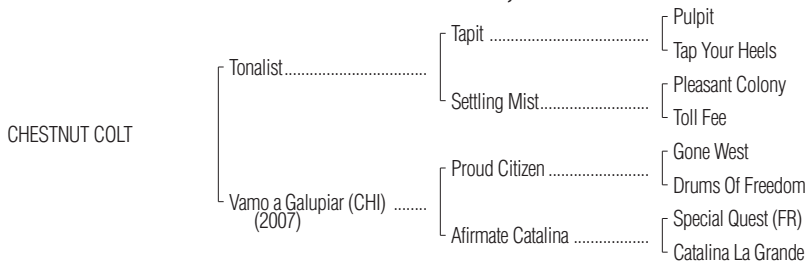 Pulpit
Tapit ......................................
Tap Your Heels
Tonalist..................................
Pleasant Colony
Settling Mist..........................
Toll Fee
CHESTNUT COLT
Gone West
Proud Citizen ........................
Drums Of Freedom
Vamo a Galupiar (CHI) ........
(2007)
Special Quest (FR)
Afirmate Catalina ..................
Catalina La Grande